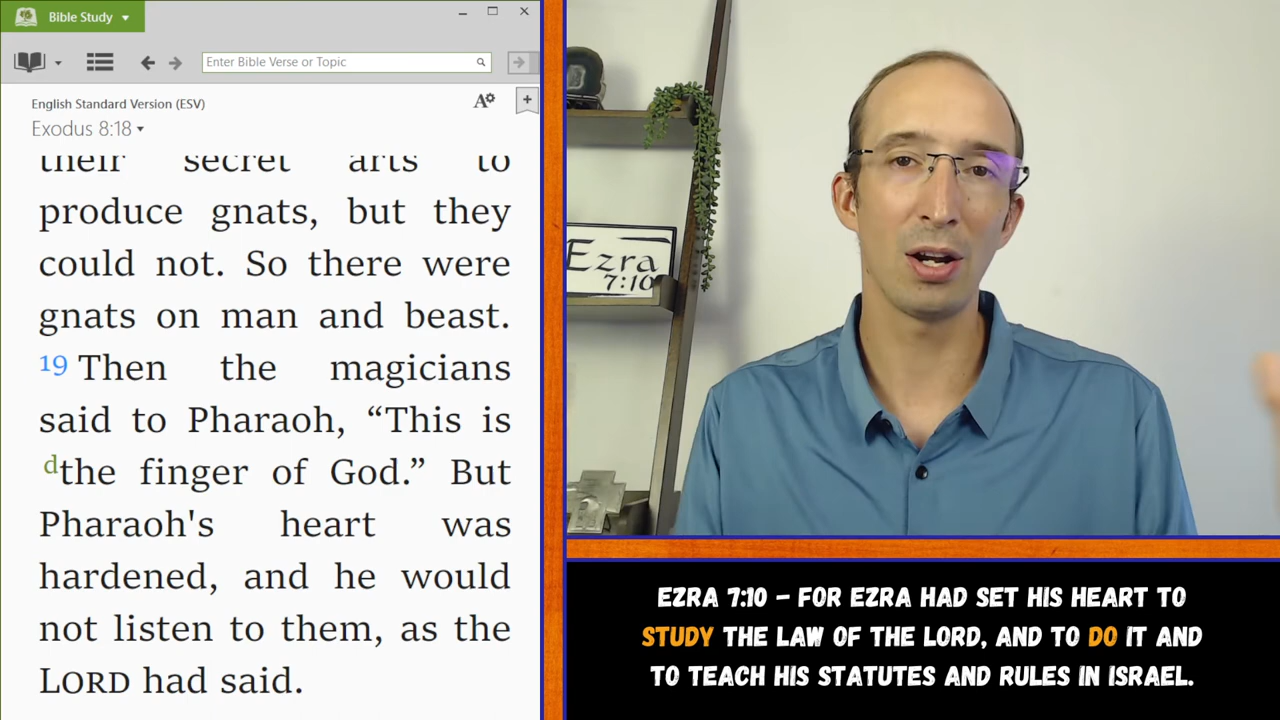 Bible Study
Enter Bible Verse or Topic
English Standard Version (ESV)
Exodus 8:18
their secret arts to
produce gnats, but they
could not. So there were
gnats on man and beast.
19 Then the magicians
said to Pharaoh, “This is
dthe finger of God.” But
Pharaoh's heart was
hardened, and he would
not listen to them, as the
LORD had said.
Ezra
7:10
EZRA 7:10 – FOR EZRA HAD SET HIS HEART TO
STUDY THE LAW OF THE LORD, AND TO DO IT AND
TO TEACH HIS STATUTES AND RULES IN ISRAEL.